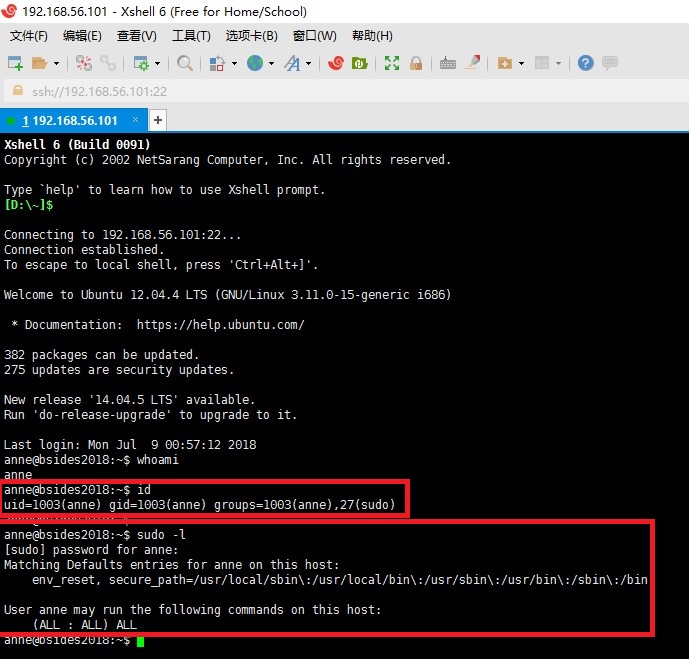 192.168.56.101 - Xshell 6 (Free for Home/School)
文件(F) 编辑(E) 查看(V) 工具(T) 选项卡(B) 窗口(W) 帮助(H)
ssh://192.168.56.101:22
1 192.168.56.101 × +
Xshell 6 (Build 0091)
Copyright (c) 2002 NetSarang Computer, Inc. All rights reserved.
Type `help' to learn how to use Xshell prompt.
[D:\~]$
Connecting to 192.168.56.101:22...
Connection established.
To escape to local shell, press 'Ctrl+Alt+]'.
Welcome to Ubuntu 12.04.4 LTS (GNU/Linux 3.11.0-15-generic i686)
* Documentation:  https://help.ubuntu.com/
382 packages can be updated.
275 updates are security updates.
New release '14.04.5 LTS' available.
Run 'do-release-upgrade' to upgrade to it.
Last login: Mon Jul  9 00:57:12 2018
anne@bsides2018:~$ whoami
anne
anne@bsides2018:~$ id
uid=1003(anne) gid=1003(anne) groups=1003(anne),27(sudo)
anne@bsides2018:~$ sudo -l
[sudo] password for anne:
Matching Defaults entries for anne on this host:
env_reset, secure_path=/usr/local/sbin\:/usr/local/bin\:/usr/sbin\:/usr/bin\:/sbin\:/bin
User anne may run the following commands on this host:
(ALL : ALL) ALL
anne@bsides2018:~$